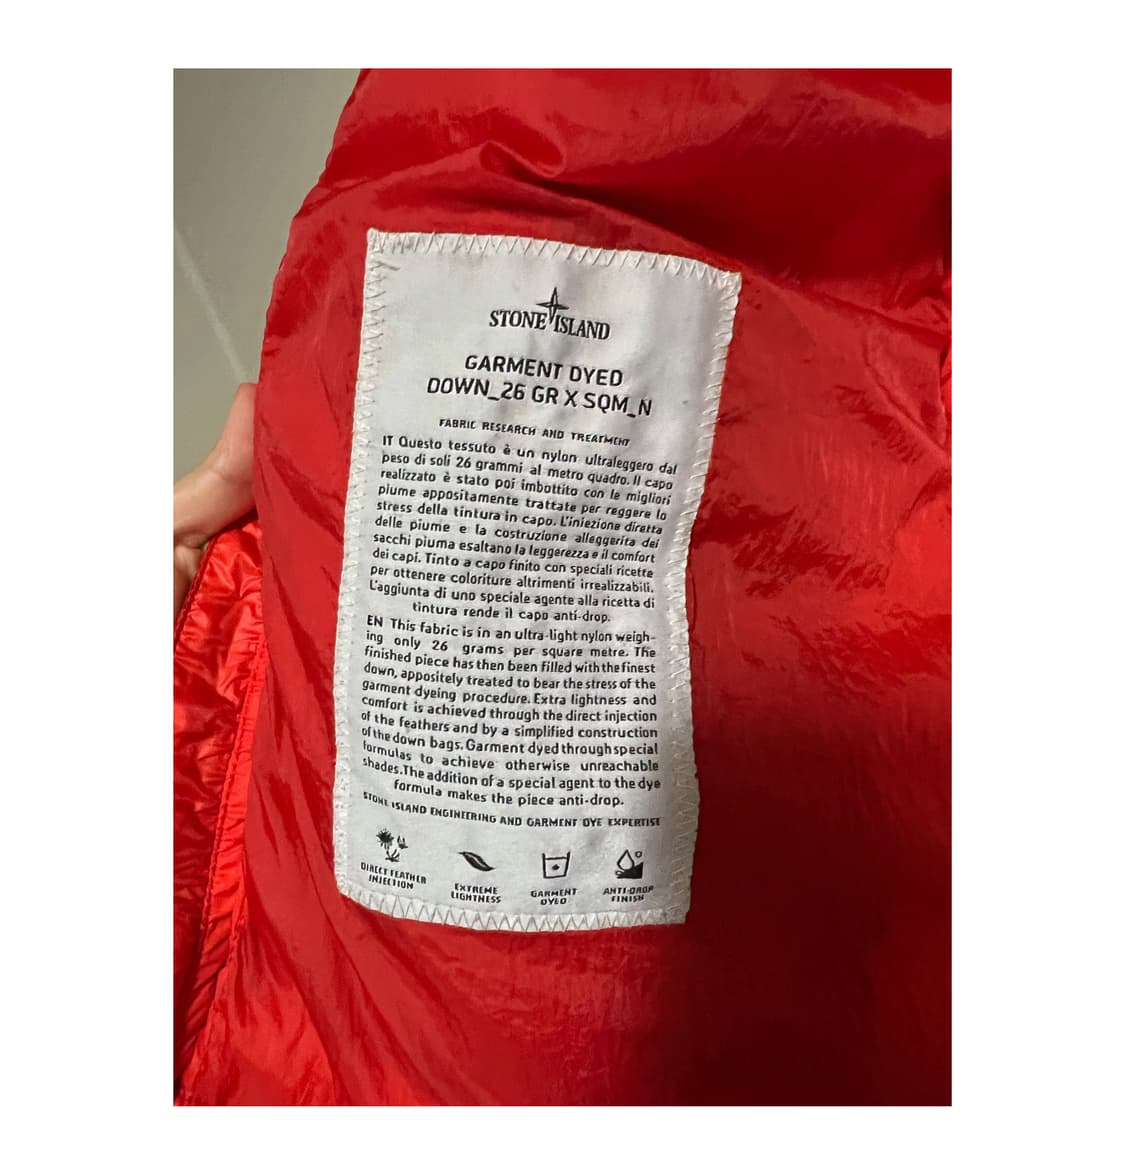 STONE ISLAND
GARMENT DYED
DOWN_26 GR X SQM_N
FABRIC RESEARCH AND TREATMENT
IT Questo tessuto è un nylon ultraleggero dal
peso di soli 26 grammi al metro quadro. Il capo
realizzato è stato poi imbottito con le migliori
piume appositamente trattate per reggere lo
stress della tintura in capo. L'iniezione diretta
delle piume e la costruzione alleggerita dei
sacchi piuma esaltano la leggerezza e il comfort
dei capi. Tinto a capo finito con speciali ricette
per ottenere coloriture altrimenti irrealizzabili.
L'aggiunta di uno speciale agente alla ricetta di
tintura rende il capo anti-drop.
EN This fabric is in an ultra-light nylon weigh-
ing only 26 grams per square metre. The
finished piece has then been filled with the finest
down, appositely treated to bear the stress of the
garment dyeing procedure. Extra lightness and
comfort is achieved through the direct injection
of the feathers and by a simplified construction
of the down bags. Garment dyed through special
formulas to achieve otherwise unreachable
shades. The addition of a special agent to the dye
formula makes the piece anti-drop.
STONE ISLAND ENGINEERING AND GARMENT DYE EXPERTISE
DIRECT FEATHER
INJECTION
EXTREME
LIGHTNESS
GARMENT
DYED
ANTI-DROP
FINISH